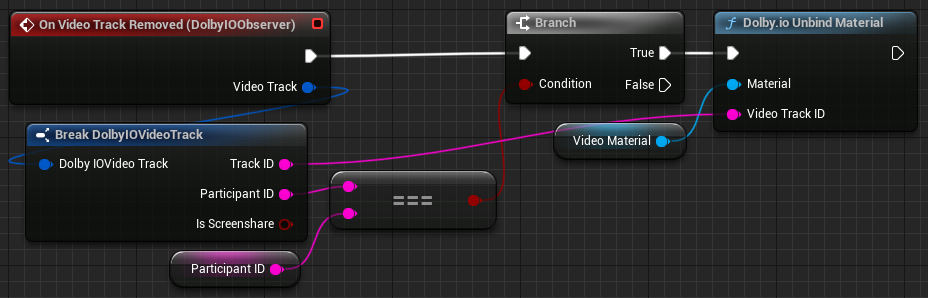 On Video Track Removed (DolbyIOObserver)
Video Track
Branch
True
Condition
False
Dolby.io Unbind Material
Material
Video Track ID
Break DolbyIOVideoTrack
Dolby IOVideo Track
Track ID
Participant ID
Is Screenshare
Video Material
===
Participant ID